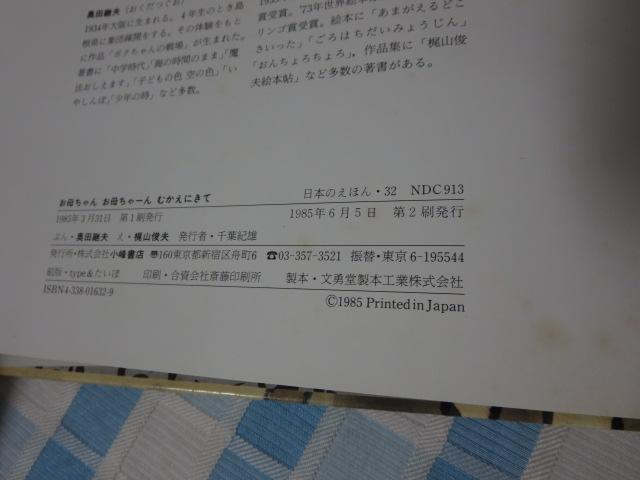 奥田継夫(おくだつぐお)
1934年大阪に生まれる。4年生のとき島
根県に集団疎開をする。その体験をもと
に作品「ボクちゃんの戦場」が生まれた。
著書に「中学時代」「海の時間のまま」「魔
法おしえます」「子どもの色 空の色」「い
やしんぼ」「少年の時」など多数。
賞受賞。'73年世界絵本
リンゴ賞受賞。絵本に「あまがえるどこ
きいった」「ごろはちだいみょうじん」
「おんちょろちょろ」、作品集に「梶山俊
夫絵本帖」など多数の著書がある。
お母ちゃん お母ちゃーん むかえにきて
日本のえほん・32 NDC913
1985年3月31日 第1刷発行
1985年6月5日 第2刷発行
ぶん・奥田継夫 え・梶山俊夫 発行者・千葉紀雄
発行所・株式会社小峰書店 〠160東京都新宿区舟町6 ☎03-357-3521 振替・東京6-195544
組版・type&たいぽ 印刷・合資会社斎藤印刷所 製本・文勇堂製本工業株式会社
ISBN4-338-01632-9
©1985 Printed in Japan